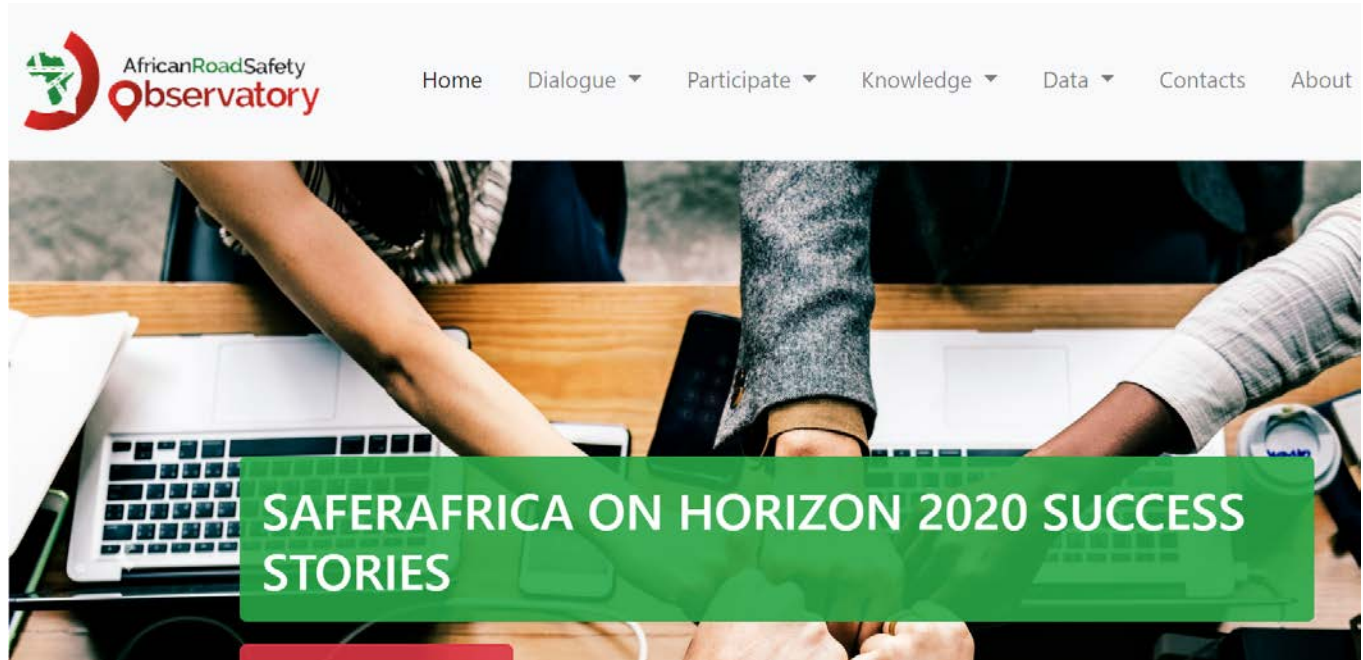 AfricanRoadSafety
Observatory
Home Dialogue Participate Knowledge Data Contacts About
SAFERAFRICA ON HORIZON 2020 SUCCESS
STORIES